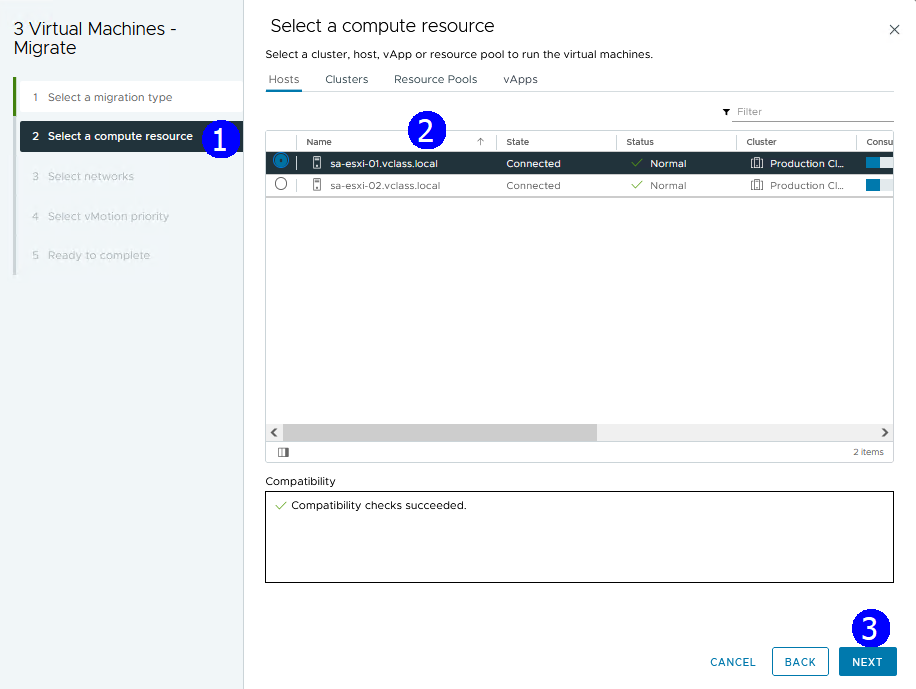 3 Virtual Machines -
Migrate
1 Select a migration type
2 Select a compute resource
1
3 Select networks
4 Select vMotion priority
5 Ready to complete
Select a compute resource
Select a cluster, host, vApp or resource pool to run the virtual machines.
Hosts Clusters Resource Pools vApps
Filter
2
Name State Status Cluster Consu
sa-esxi-01.vclass.local Connected Normal Production Cl...
sa-esxi-02.vclass.local Connected Normal Production Cl...
2 items
Compatibility
Compatibility checks succeeded.
3
CANCEL BACK NEXT